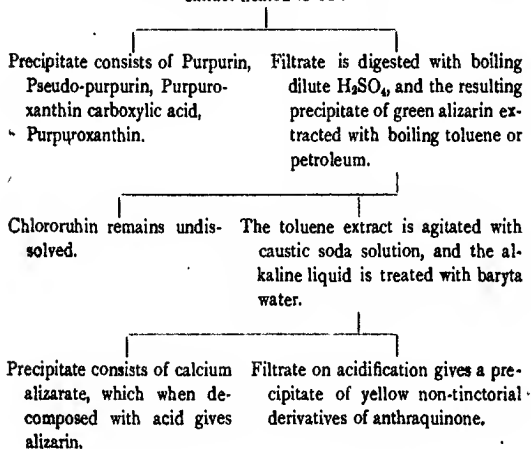 Precipitate consists of Purpurin,
Pseudo-purpurin, Purpuro-
xanthin carboxylic acid,
Purpuroxanthin.
Filtrate is digested with boiling
dilute H₂SO₄, and the resulting
precipitate of green alizarin ex-
tracted with boiling toluene or
petroleum.
Chlororuhin remains undis-
solved.
The toluene extract is agitated with
caustic soda solution, and the al-
kaline liquid is treated with baryta
water.
Precipitate consists of calcium
alizarate, which when de-
composed with acid gives
alizarin.
Filtrate on acidification gives a pre-
cipitate of yellow non-tinctorial
derivatives of anthraquinone.